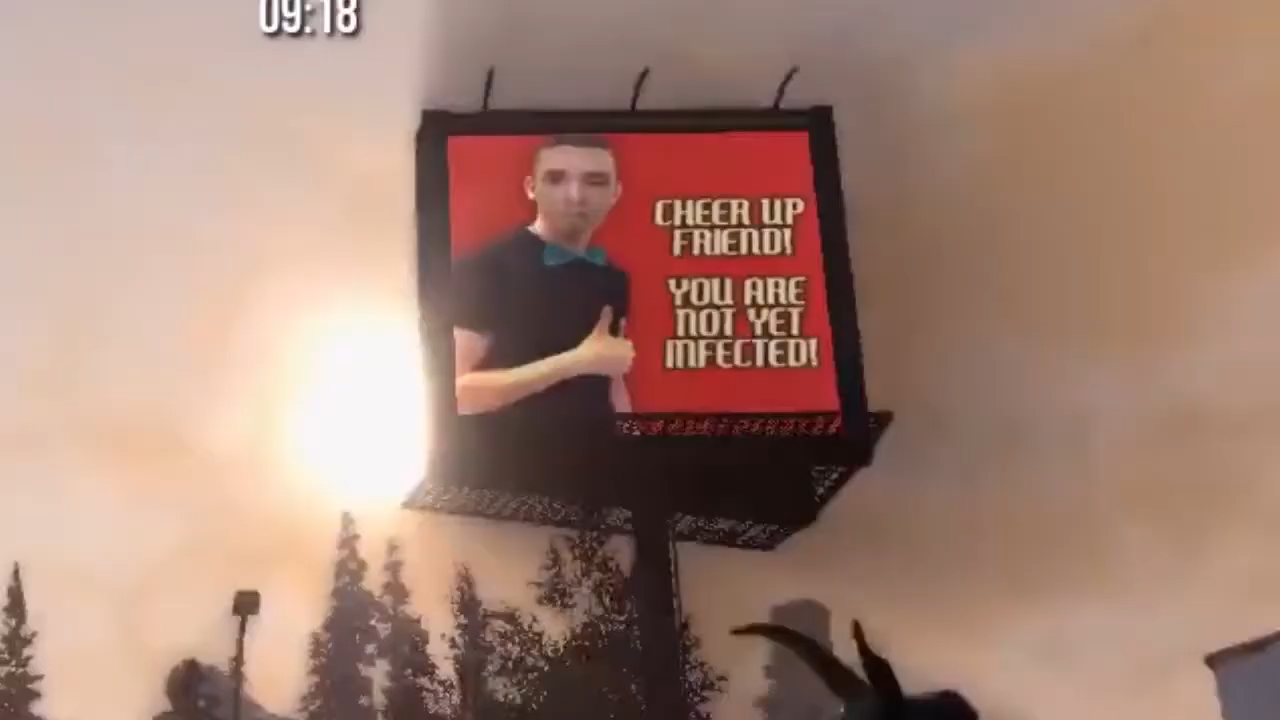 09:18
CHEER UP
FRIEND!
YOU ARE
NOT YET
INFECTED!